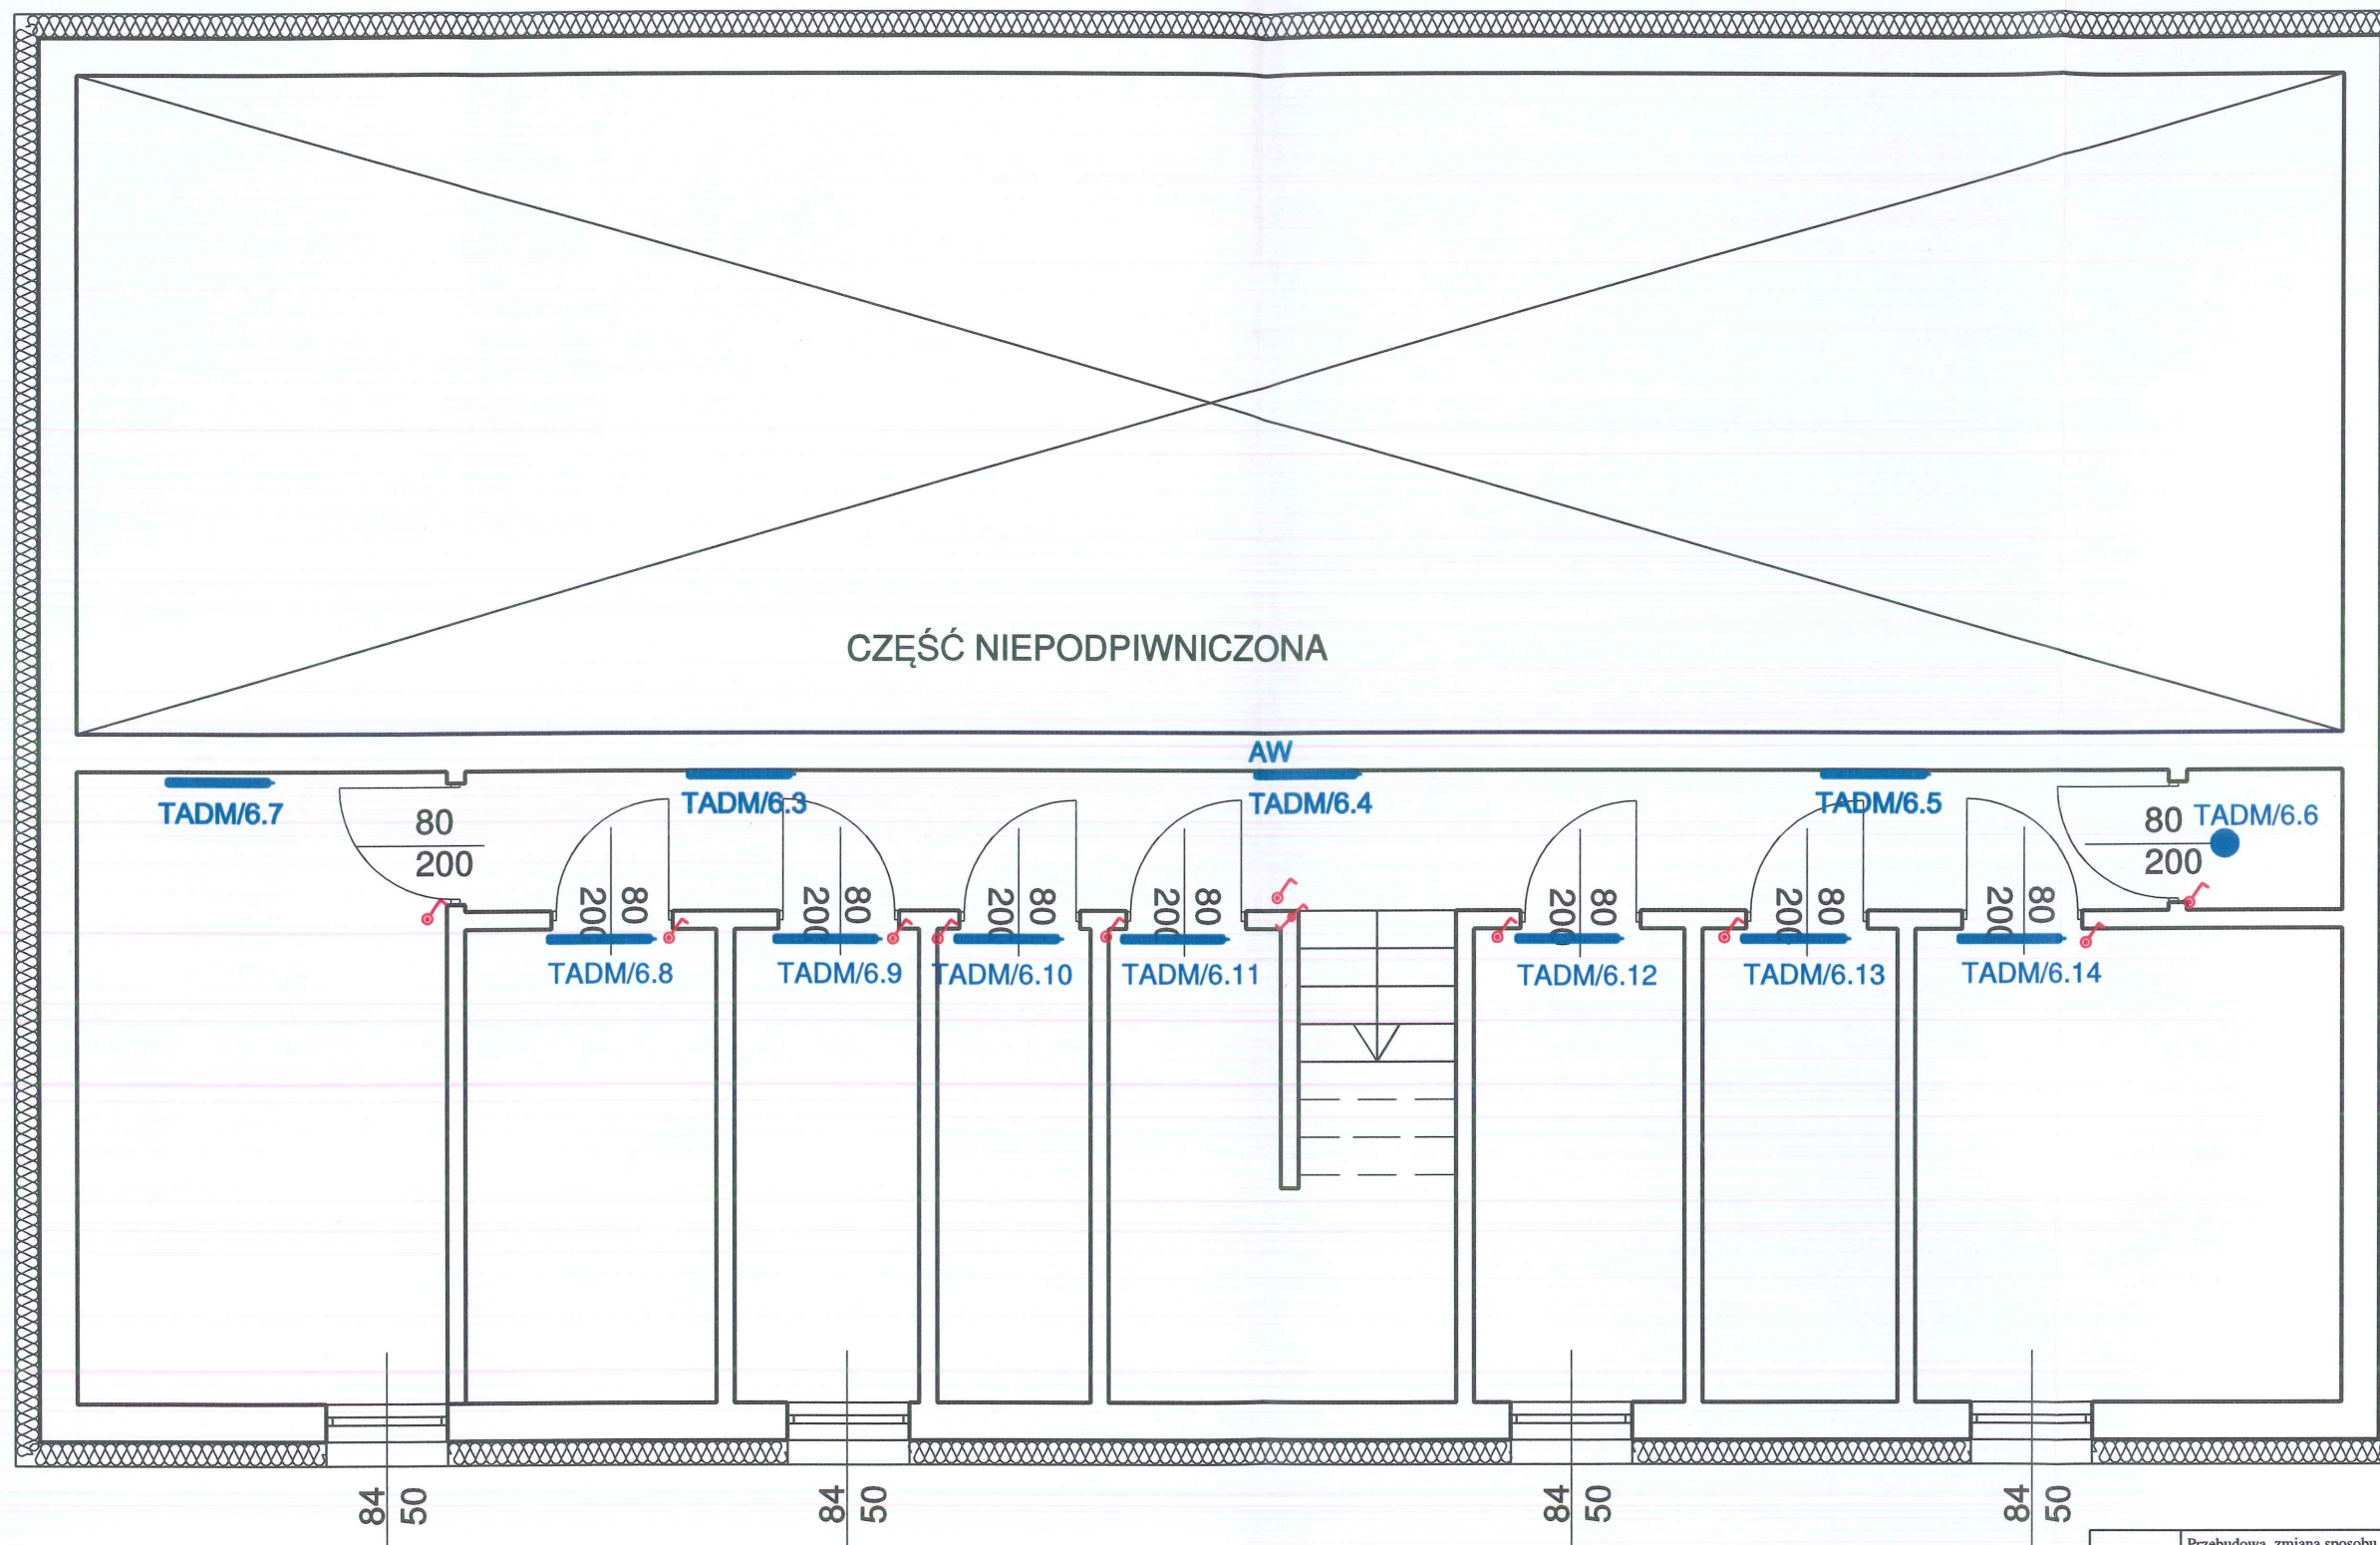 CZĘŚĆ NIEPODPIWNICZONA
AW
TADM/6.7
TADM/6.3
TADM/6.4
TADM/6.5
TADM/6.6
80
200
80
200
200
80
200
80
200
80
200
80
200
80
200
80
200
80
TADM/6.8
TADM/6.9
TADM/6.10
TADM/6.11
TADM/6.12
TADM/6.13
TADM/6.14
84
50
84
50
84
50
84
50
Przebudowa, zmiana sposobu